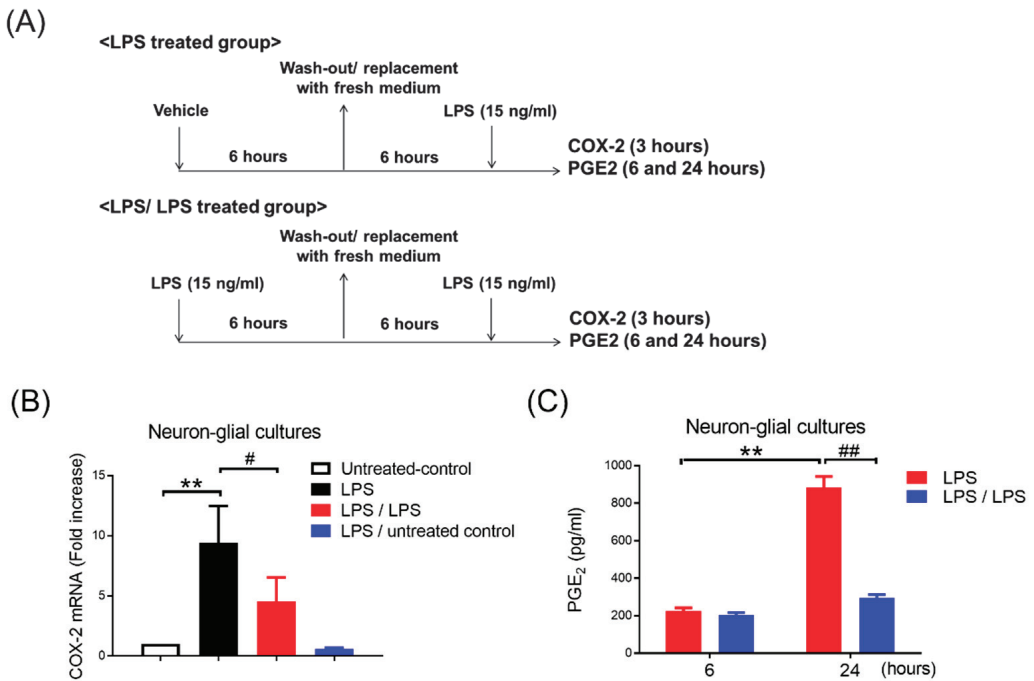 (A)
<LPS treated group>
Wash-out/ replacement
with fresh medium
Vehicle
LPS (15 ng/ml)
6 hours
6 hours
COX-2 (3 hours)
PGE2 (6 and 24 hours)
<LPS/ LPS treated group>
Wash-out/ replacement
with fresh medium
LPS (15 ng/ml)
LPS (15 ng/ml)
6 hours
6 hours
COX-2 (3 hours)
PGE2 (6 and 24 hours)
(B)
Neuron-glial cultures
COX-2 mRNA (Fold increase)
15
10
5
0
**
#
Untreated-control
LPS
LPS / LPS
LPS / untreated control
(C)
Neuron-glial cultures
PGE2 (pg/ml)
1000
800
600
400
200
0
**
##
LPS
LPS / LPS
6
24
(hours)